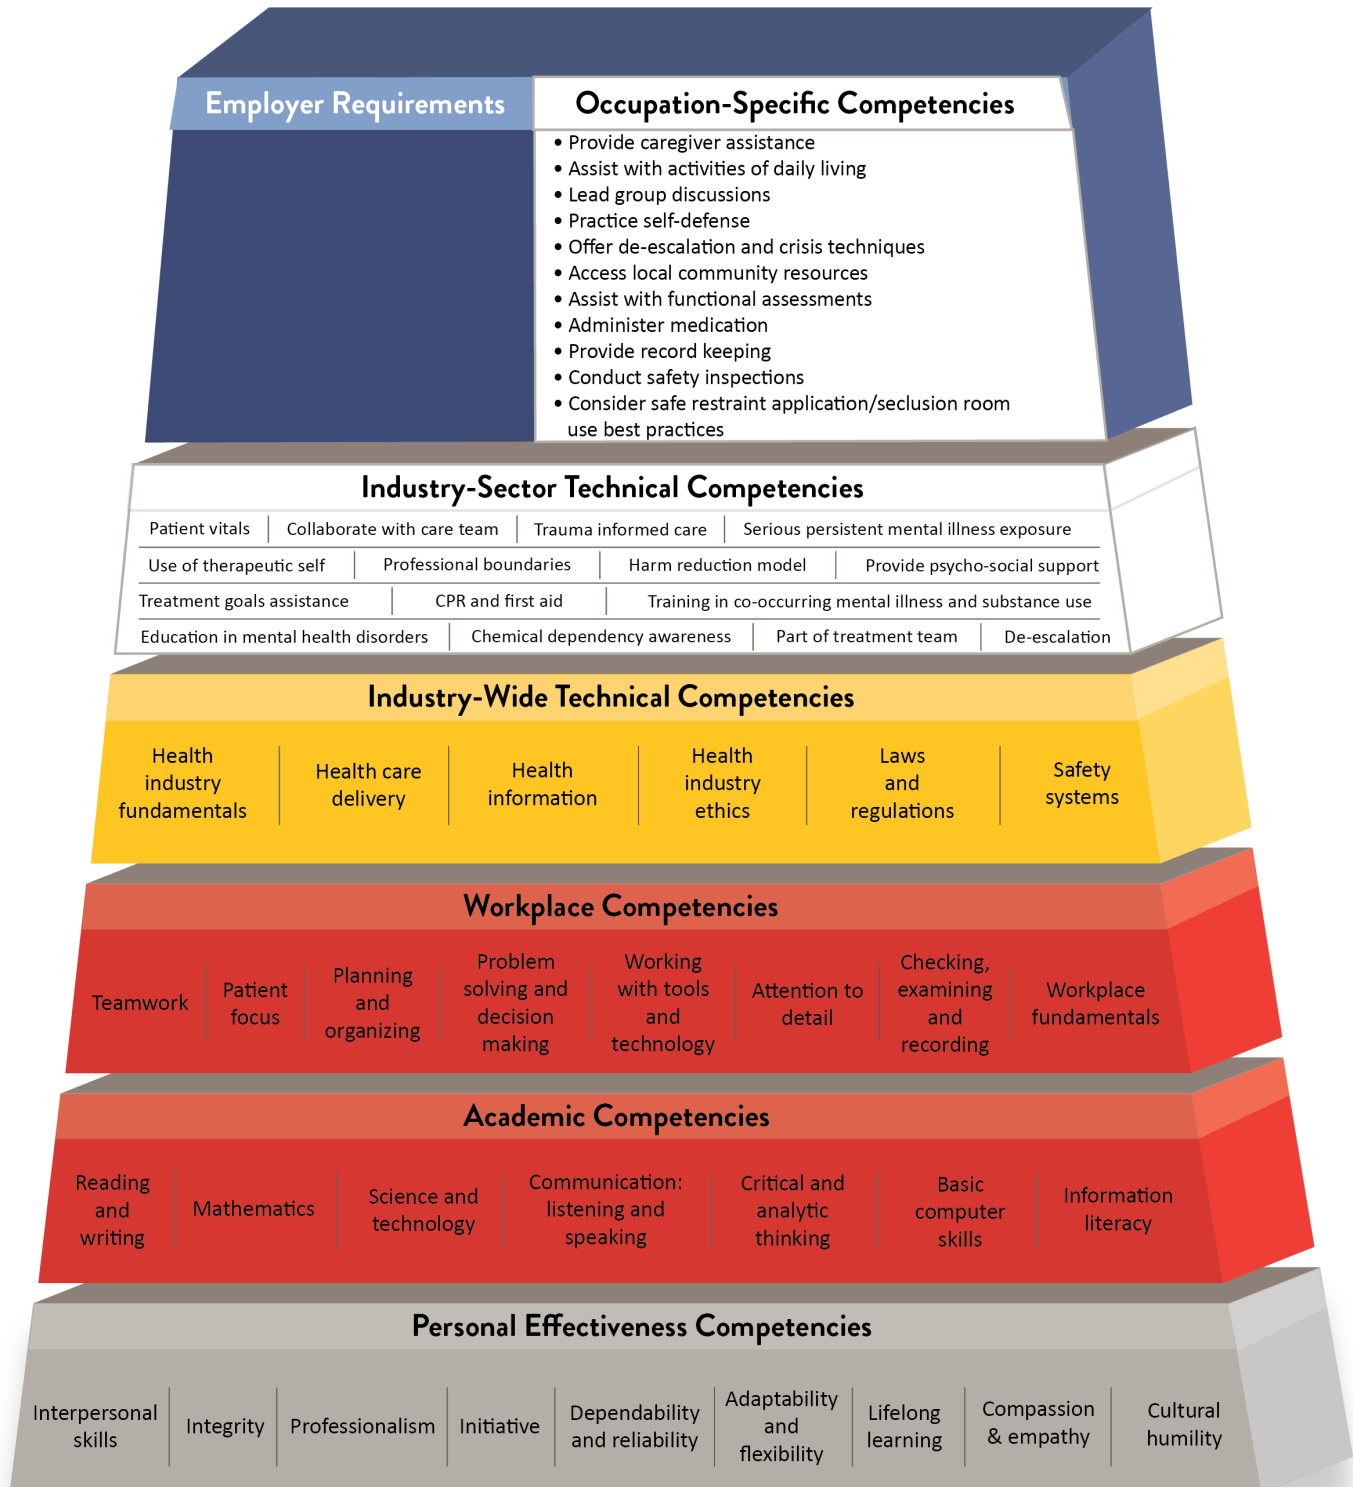 Employer Requirements
Occupation-Specific Competencies
• Provide caregiver assistance
• Assist with activities of daily living
• Lead group discussions
• Practice self-defense
• Offer de-escalation and crisis techniques
• Access local community resources
• Assist with functional assessments
• Administer medication
• Provide record keeping
• Conduct safety inspections
• Consider safe restraint application/seclusion room
use best practices
Industry-Sector Technical Competencies
Patient vitals
Collaborate with care team
Trauma informed care
Serious persistent mental illness exposure
Use of therapeutic self
Professional boundaries
Harm reduction model
Provide psycho-social support
Treatment goals assistance
CPR and first aid
Training in co-occurring mental illness and substance use
Education in mental health disorders
Chemical dependency awareness
Part of treatment team
De-escalation
Industry-Wide Technical Competencies
Health
industry
fundamentals
Health care
delivery
Health
information
Health
industry
ethics
Laws
and
regulations
Safety
systems
Workplace Competencies
Teamwork
Patient
focus
Planning
and
organizing
Problem
solving and
decision
making
Working
with tools
and
technology
Attention to
detail
Checking,
examining
and
recording
Workplace
fundamentals
Academic Competencies
Reading
and
writing
Mathematics
Science and
technology
Communication:
listening and
speaking
Critical and
analytic
thinking
Basic
computer
skills
Information
literacy
Personal Effectiveness Competencies
Interpersonal
skills
Integrity
Professionalism
Initiative
Dependability
and reliability
Adaptability
and
flexibility
Lifelong
learning
Compassion
& empathy
Cultural
humility